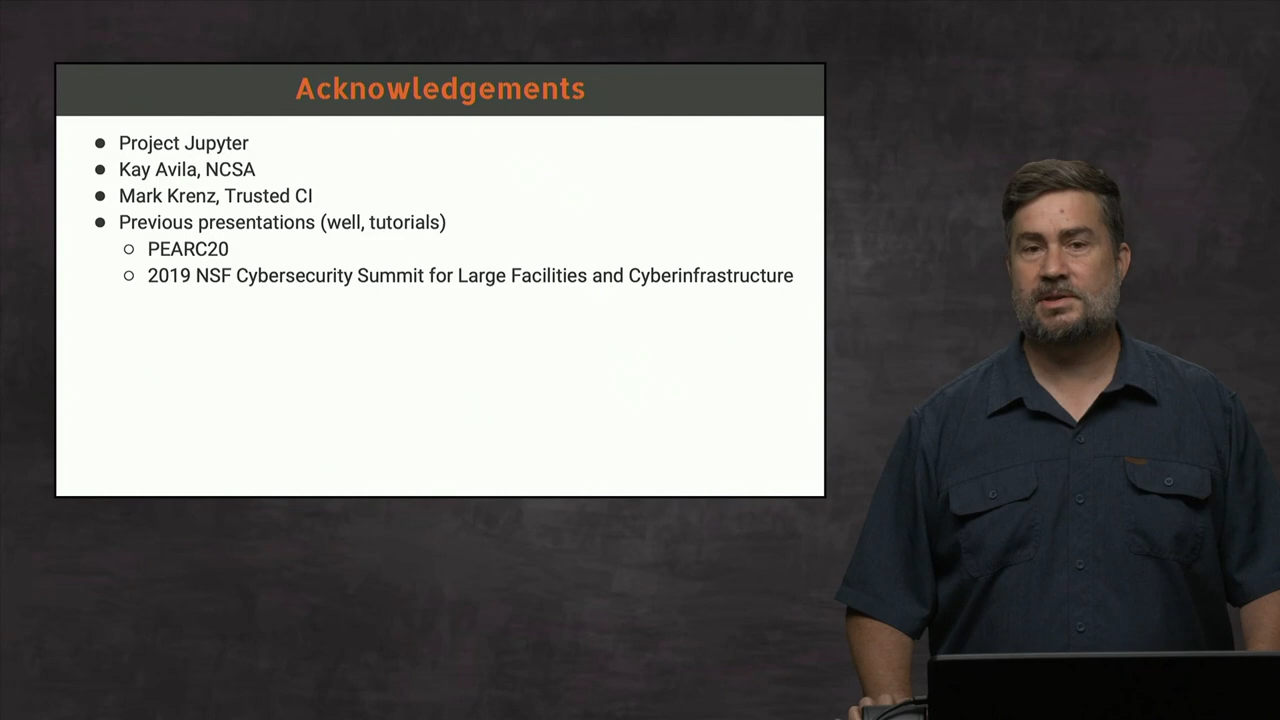 Acknowledgements
Project Jupyter
Kay Avila, NCSA
Mark Krenz, Trusted CI
Previous presentations (well, tutorials)
PEARC20
2019 NSF Cybersecurity Summit for Large Facilities and Cyberinfrastructure